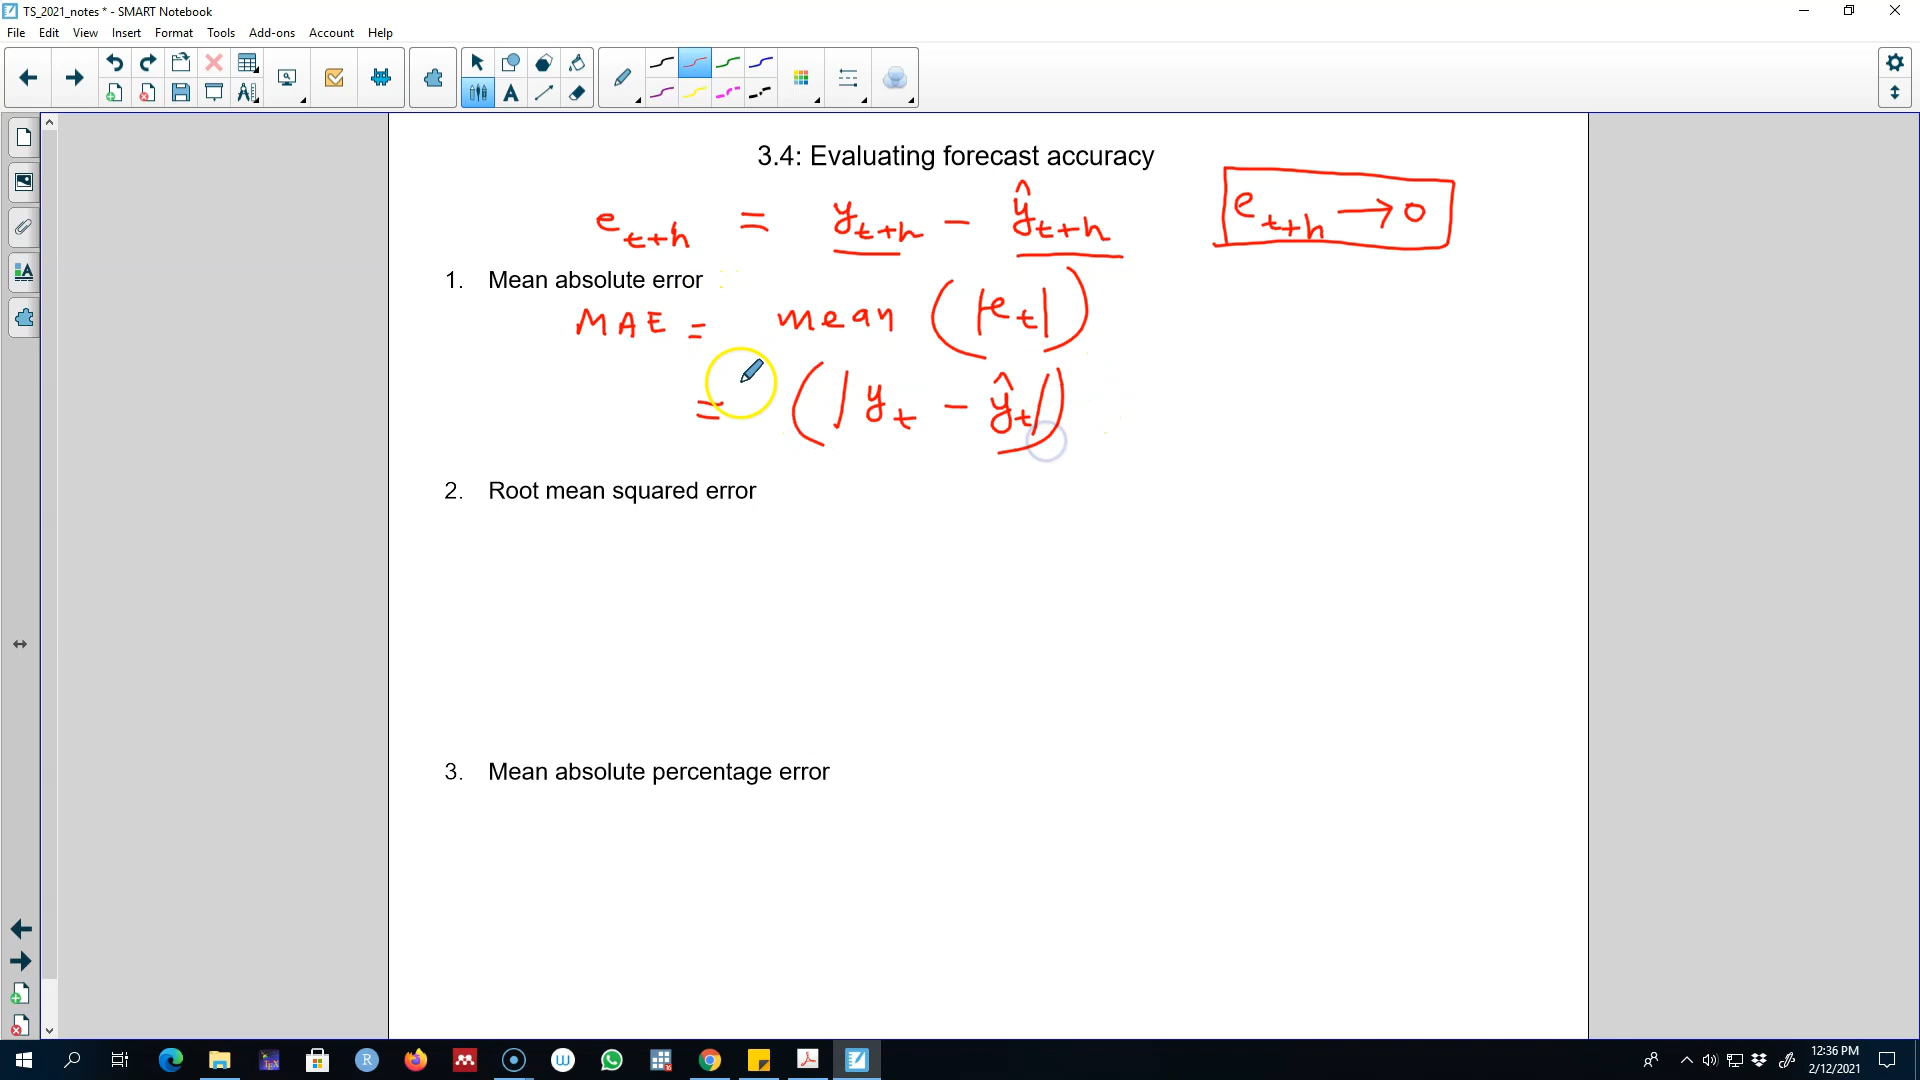 TS_2021_notes * - SMART Notebook
File Edit View Insert Format Tools Add-ons Account Help
3.4: Evaluating forecast accuracy
e_{t+h} = y_{t+h} - ŷ_{t+h}
e_{t+h} → 0
1. Mean absolute error
MAE = mean (|e_t|)
= (|y_t - ŷ_t|)
2. Root mean squared error
3. Mean absolute percentage error
12:36 PM
2/12/2021